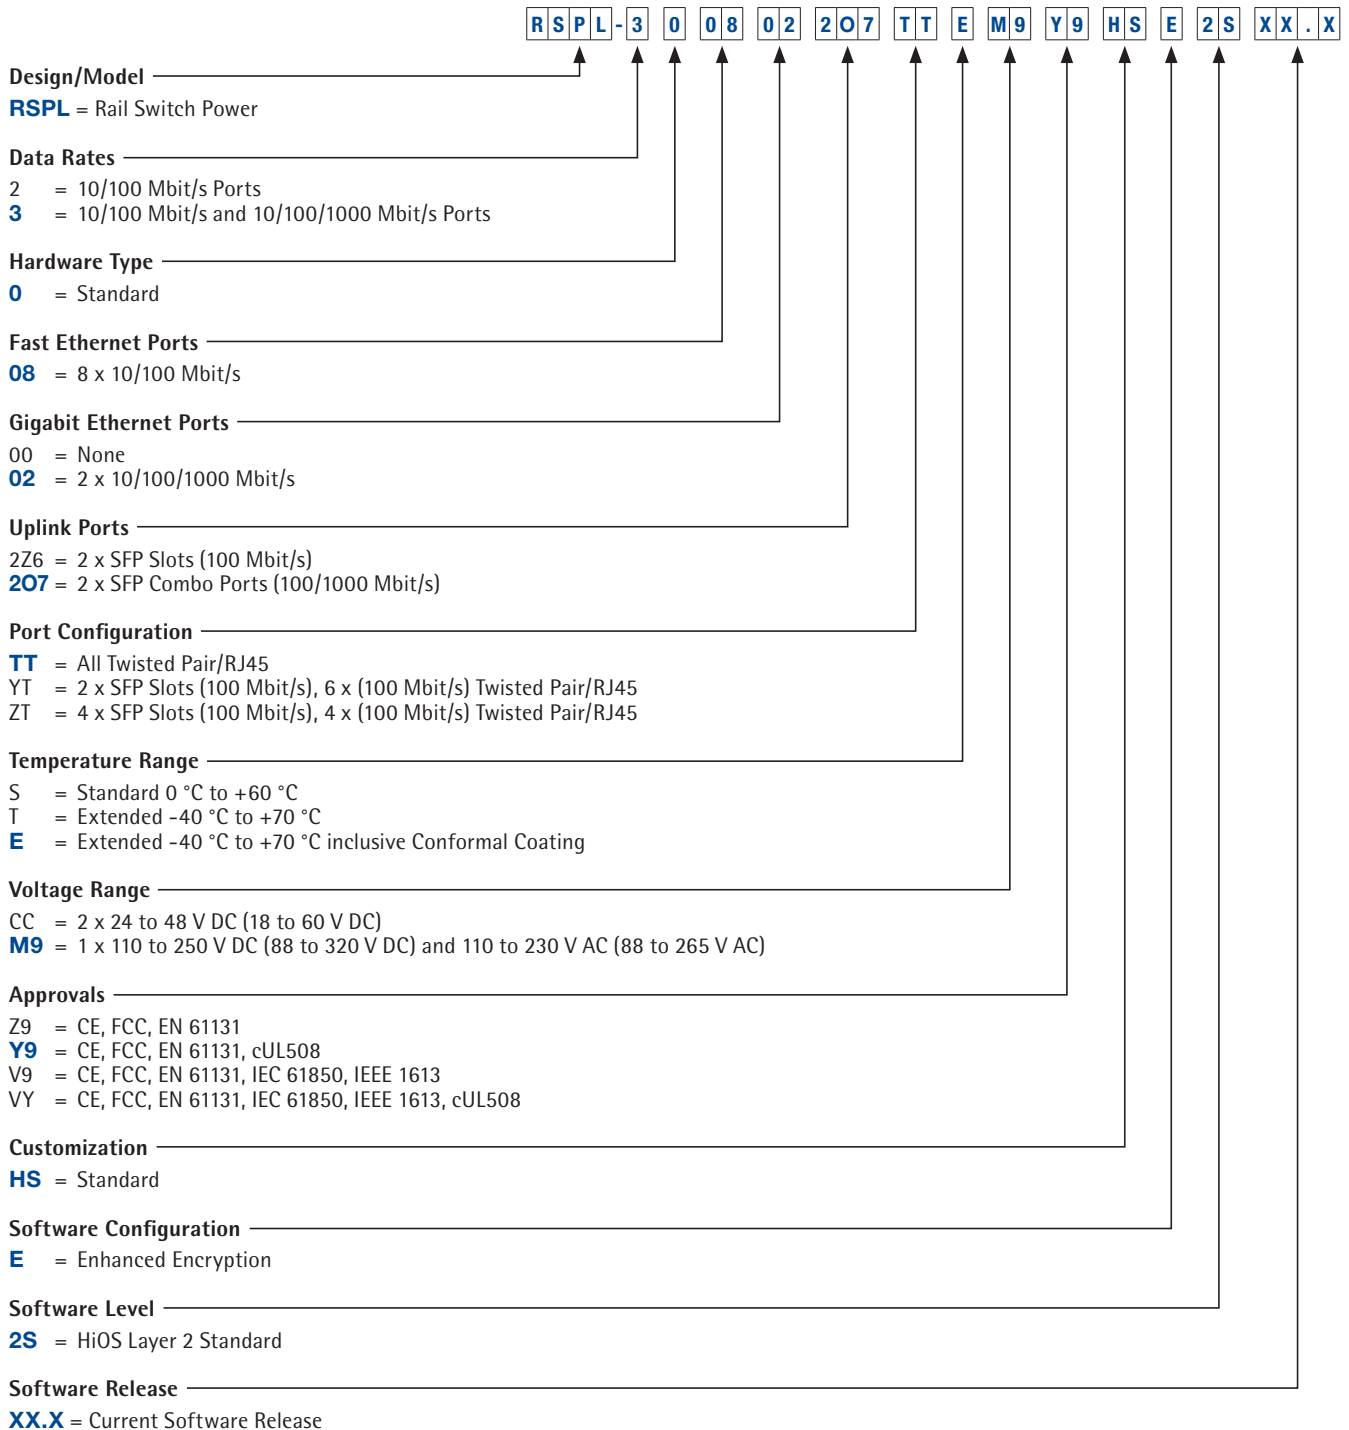 RSPL-3 0 08 02 2O7 TT E M9 Y9 HS E 2S XX.X
Design/Model
RSPL = Rail Switch Power
Data Rates
2 = 10/100 Mbit/s Ports
3 = 10/100 Mbit/s and 10/100/1000 Mbit/s Ports
Hardware Type
0 = Standard
Fast Ethernet Ports
08 = 8 x 10/100 Mbit/s
Gigabit Ethernet Ports
00 = None
02 = 2 x 10/100/1000 Mbit/s
Uplink Ports
2Z6 = 2 x SFP Slots (100 Mbit/s)
2O7 = 2 x SFP Combo Ports (100/1000 Mbit/s)
Port Configuration
TT = All Twisted Pair/RJ45
YT = 2 x SFP Slots (100 Mbit/s), 6 x (100 Mbit/s) Twisted Pair/RJ45
ZT = 4 x SFP Slots (100 Mbit/s), 4 x (100 Mbit/s) Twisted Pair/RJ45
Temperature Range
S = Standard 0 °C to +60 °C
T = Extended -40 °C to +70 °C
E = Extended -40 °C to +70 °C inclusive Conformal Coating
Voltage Range
CC = 2 x 24 to 48 V DC (18 to 60 V DC)
M9 = 1 x 110 to 250 V DC (88 to 320 V DC) and 110 to 230 V AC (88 to 265 V AC)
Approvals
Z9 = CE, FCC, EN 61131
Y9 = CE, FCC, EN 61131, cUL508
V9 = CE, FCC, EN 61131, IEC 61850, IEEE 1613
VY = CE, FCC, EN 61131, IEC 61850, IEEE 1613, cUL508
Customization
HS = Standard
Software Configuration
E = Enhanced Encryption
Software Level
2S = HiOS Layer 2 Standard
Software Release
XX.X = Current Software Release